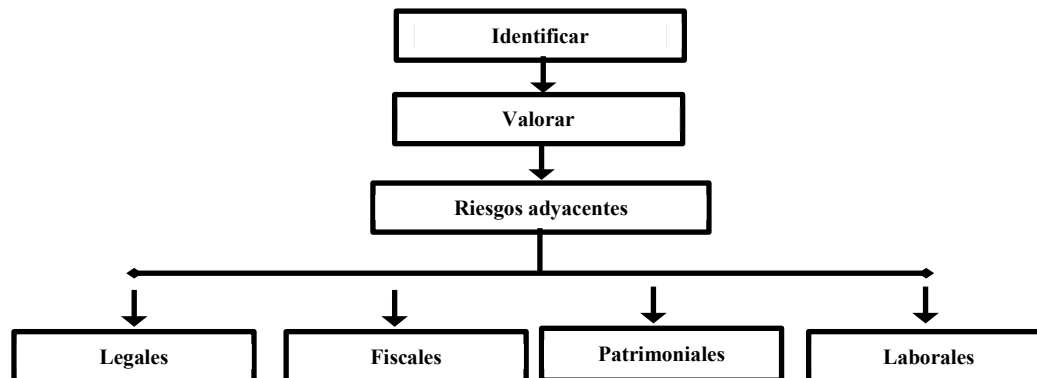 Identificar
Valorar
Riesgos adyacentes
Legales
Fiscales
Patrimoniales
Laborales